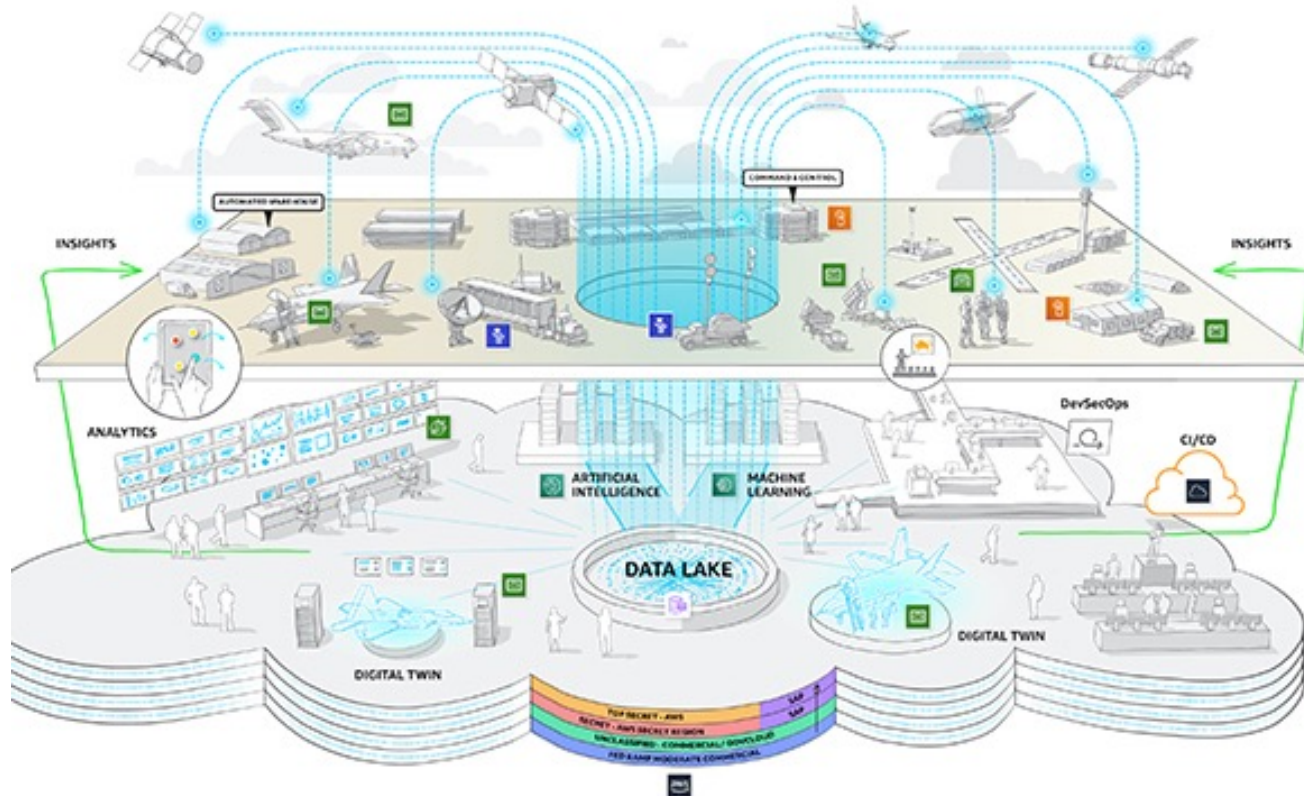 AUTOMATED WAREHOUSE
COMMAND & CONTROL
INSIGHTS
INSIGHTS
ANALYTICS
DevSecOps
CI/CD
ARTIFICIAL
INTELLIGENCE
MACHINE
LEARNING
DATA LAKE
DIGITAL TWIN
DIGITAL TWIN
TOP SECRET - AWS
SAP
SECRET - AWS SECRET REGION
SAP
UNCLASSIFIED - COMMERCIAL/ GOVCLOUD
FED RAMP MODERATE COMMERCIAL
aws